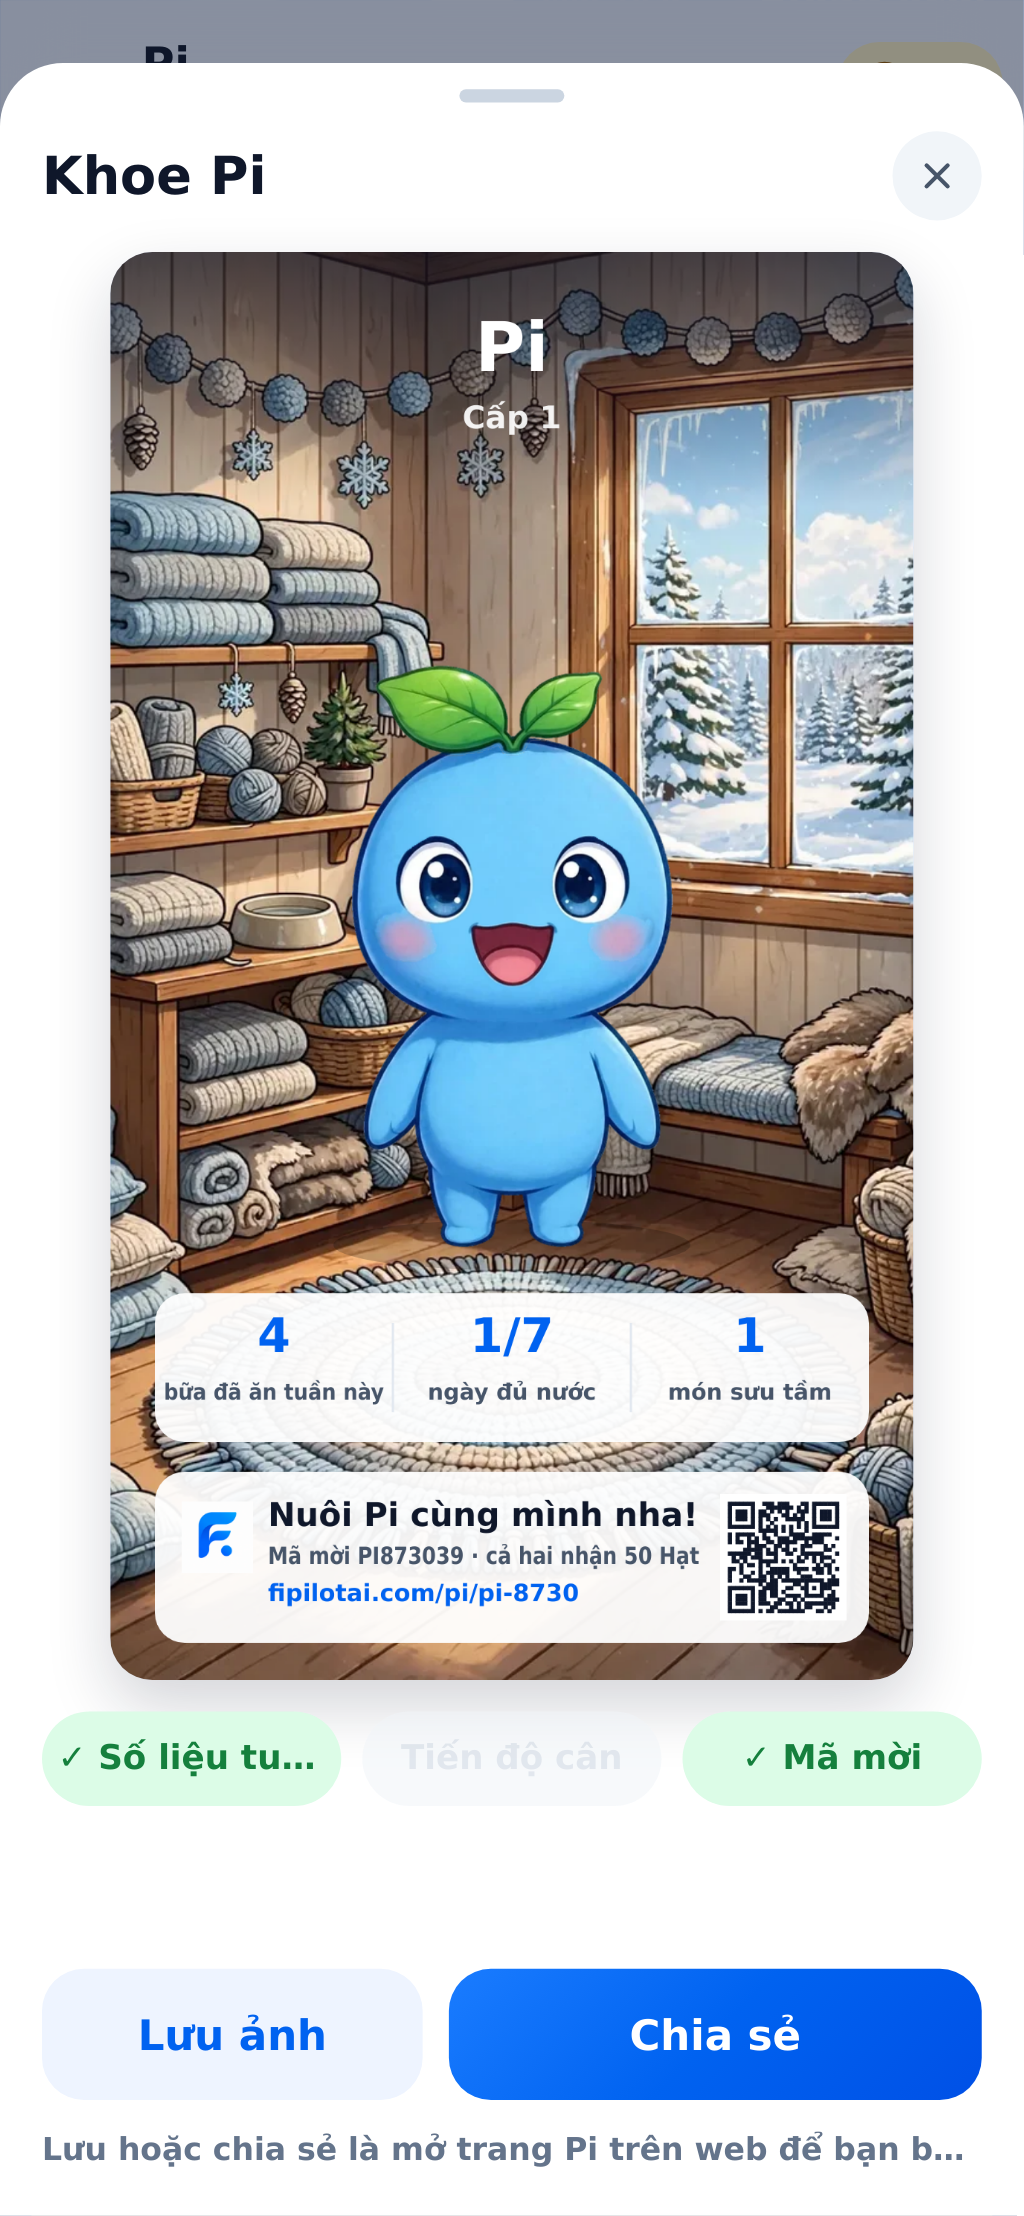 Pi
Khoe Pi
Pi
Cấp 1
4
bữa đã ăn tuần này
1/7
ngày đủ nước
1
món sưu tầm
Nuôi Pi cùng mình nha!
Mã mời PI873039 · cả hai nhận 50 Hạt
fipilotai.com/pi/pi-8730
✓ Số liệu tu...
Tiến độ cân
✓ Mã mời
Lưu ảnh
Chia sẻ
Lưu hoặc chia sẻ là mở trang Pi trên web để bạn b...